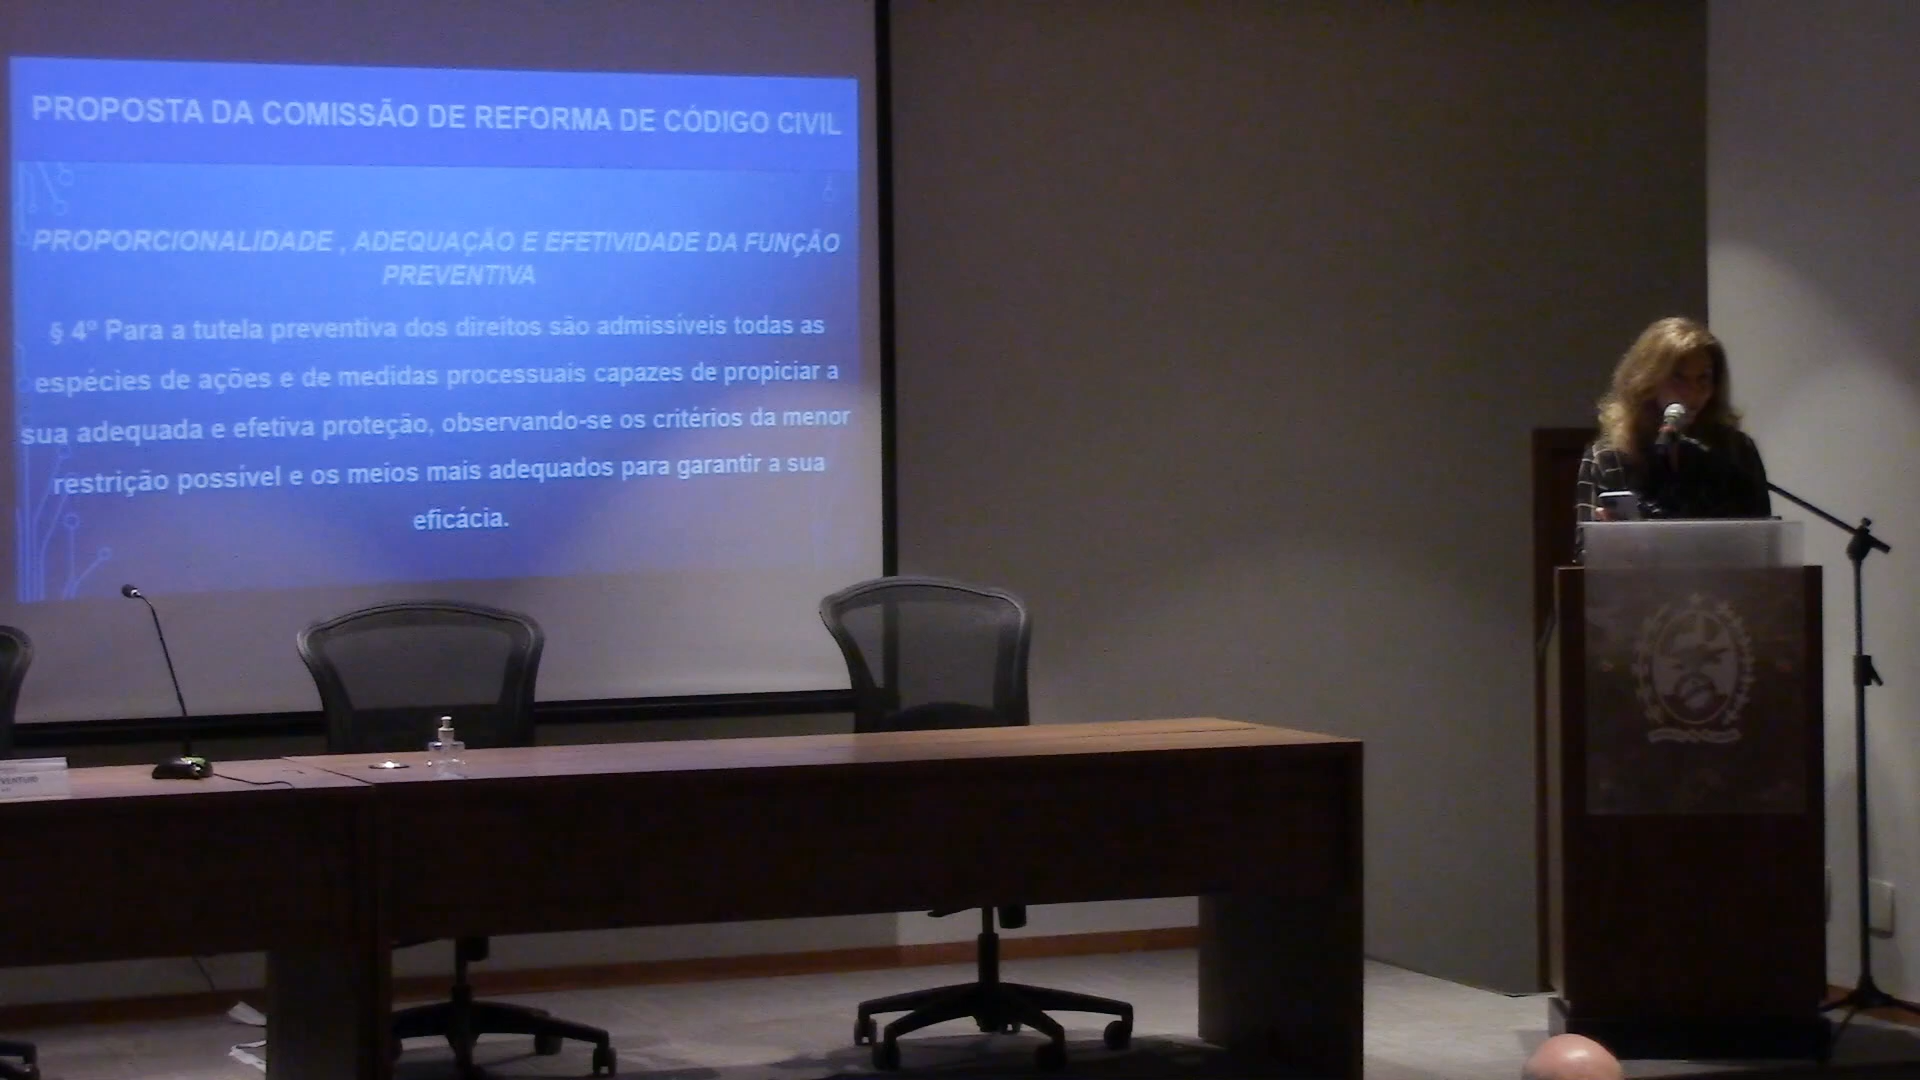 PROPOSTA DA COMISSÃO DE REFORMA DE CÓDIGO CIVIL
PROPORCIONALIDADE , ADEQUAÇÃO E EFETIVIDADE DA FUNÇÃO
PREVENTIVA
§ 4º Para a tutela preventiva dos direitos são admissíveis todas as
espécies de ações e de medidas processuais capazes de propiciar a
sua adequada e efetiva proteção, observando-se os critérios da menor
restrição possível e os meios mais adequados para garantir a sua
eficácia.